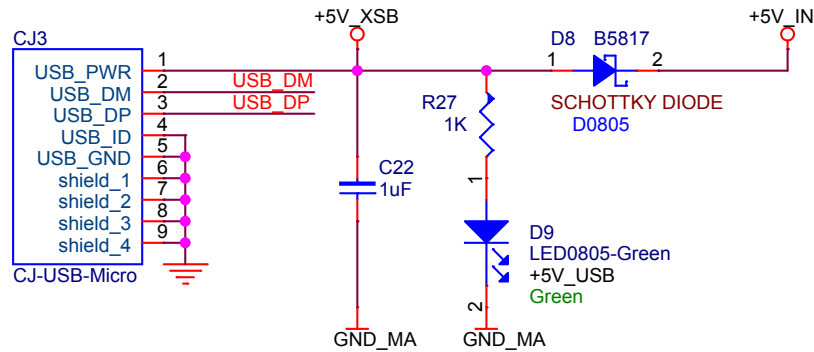 +5V_XSB
+5V_IN
CJ3
D8 B5817
1
USB_PWR
1 2
USB_DM
2
USB_DM
USB_DP
3
USB_DP
SCHOTTKY DIODE
D0805
R27
1K
USB_ID
4
USB_GND
5
shield_1
6
shield_2
7
shield_3
8
shield_4
9
CJ-USB-Micro
C22
1uF
1
D9
LED0805-Green
+5V_USB
Green
2
GND_MA
GND_MA